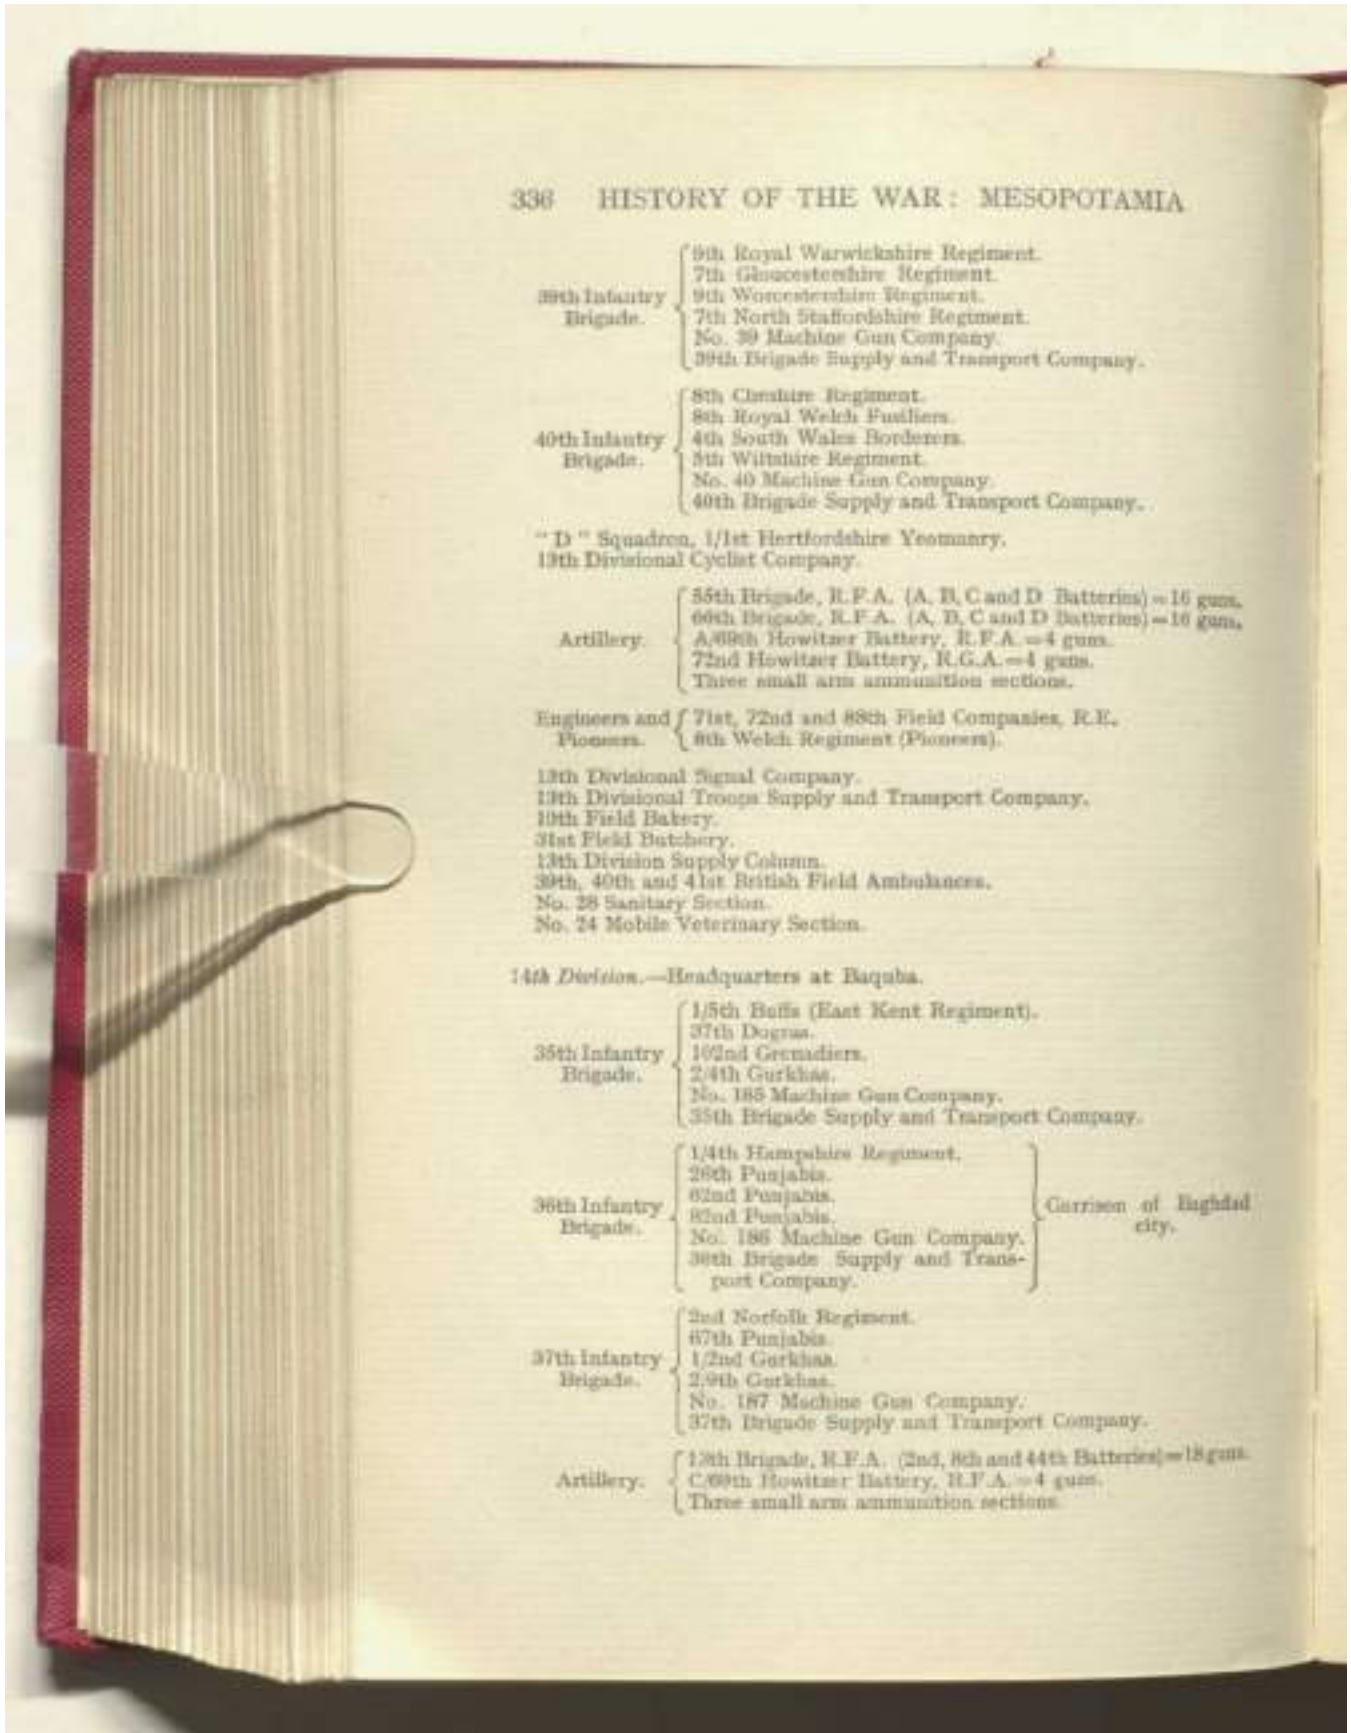 336 HISTORY OF THE WAR: MESOPOTAMIA
39th Infantry Brigade.
9th Royal Warwickshire Regiment.
7th Gloucestershire Regiment.
9th Worcestershire Regiment.
7th North Staffordshire Regiment.
No. 39 Machine Gun Company.
39th Brigade Supply and Transport Company.
40th Infantry Brigade.
8th Cheshire Regiment.
8th Royal Welch Fusiliers.
4th South Wales Borderers.
5th Wiltshire Regiment.
No. 40 Machine Gun Company.
40th Brigade Supply and Transport Company.
"D" Squadron, 1/1st Hertfordshire Yeomanry.
13th Divisional Cyclist Company.
Artillery.
55th Brigade, R.F.A. (A, B, C and D Batteries)=16 guns.
66th Brigade, R.F.A. (A, B, C and D Batteries)=16 guns.
A/69th Howitzer Battery, R.F.A.=4 guns.
72nd Howitzer Battery, R.G.A.=4 guns.
Three small arm ammunition sections.
Engineers and Pioneers.
71st, 72nd and 88th Field Companies, R.E.
8th Welch Regiment (Pioneers).
13th Divisional Signal Company.
13th Divisional Troops Supply and Transport Company.
Field Bakery.
31st Field Butchery.
13th Division Supply Column.
39th, 40th and 41st British Field Ambulances.
No. 28 Sanitary Section.
No. 24 Mobile Veterinary Section.
14th Division.—Headquarters at Baquba.
35th Infantry Brigade.
1/5th Buffs (East Kent Regiment).
37th Dogras.
102nd Grenadiers.
2/4th Gurkhas.
No. 185 Machine Gun Company.
35th Brigade Supply and Transport Company.
36th Infantry Brigade.
1/4th Hampshire Regiment.
26th Punjabis.
62nd Punjabis.
82nd Punjabis.
No. 186 Machine Gun Company.
36th Brigade Supply and Trans-
port Company.
Garrison of Baghdad
city.
37th Infantry Brigade.
2nd Norfolk Regiment.
67th Punjabis.
1/2nd Gurkhas.
2/9th Gurkhas.
No. 187 Machine Gun Company.
37th Brigade Supply and Transport Company.
Artillery.
13th Brigade, R.F.A. (2nd, 8th and 44th Batteries)=18 guns.
C/69th Howitzer Battery, R.F.A.=4 guns.
Three small arm ammunition sections.